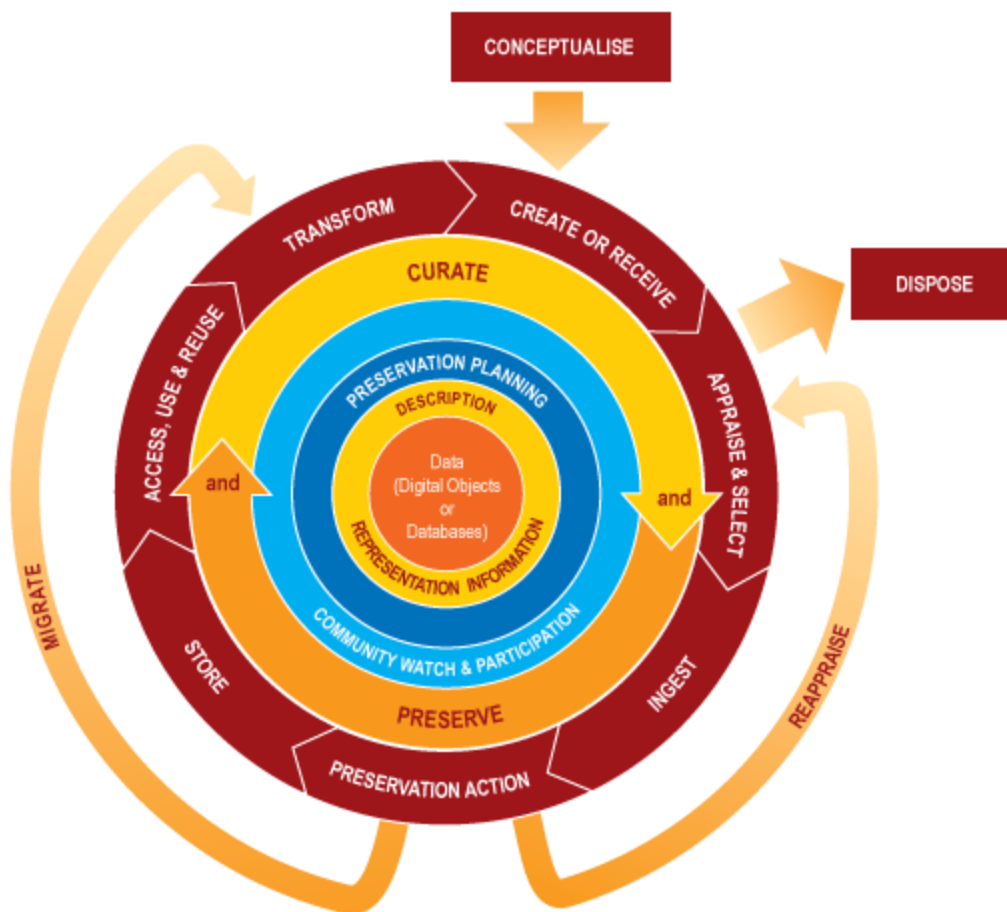 CONCEPTUALISE
TRANSFORM
CREATE OR RECEIVE
DISPOSE
CURATE
ACCESS, USE & REUSE
PRESERVATION PLANNING
APPRAISE & SELECT
DESCRIPTION
Data
(Digital Objects
or
Databases)
and
and
REPRESENTATION INFORMATION
COMMUNITY WATCH & PARTICIPATION
MIGRATE
STORE
PRESERVE
INGEST
REAPPRAISE
PRESERVATION ACTION